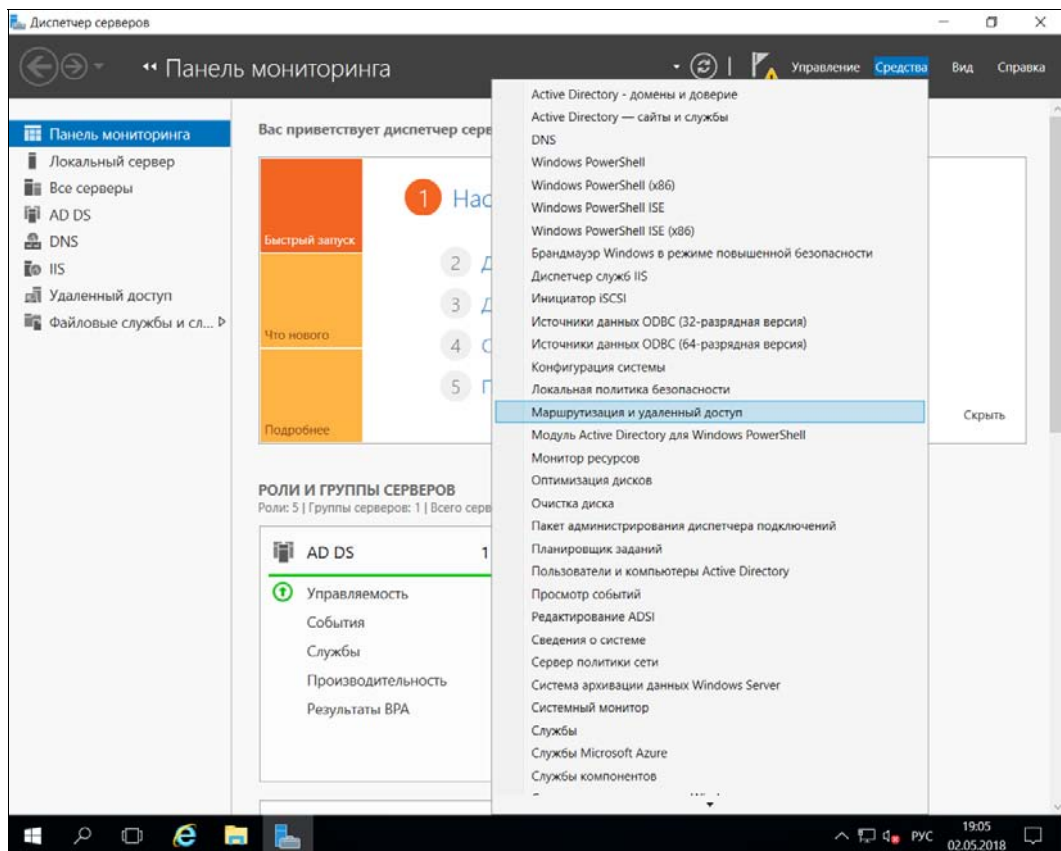 Диспетчер серверов
Панель мониторинга
Управление Средства Вид Справка
Панель мониторинга
Локальный сервер
Все серверы
AD DS
DNS
IIS
Удаленный доступ
Файловые службы и сл...
Вас приветствует диспетчер серв
Быстрый запуск
Что нового
Подробнее
1 Нас
2 Д
3 Д
4 С
5 П
Скрыть
РОЛИ И ГРУППЫ СЕРВЕРОВ
Роли: 5 | Группы серверов: 1 | Всего серв
AD DS 1
Управляемость
События
Службы
Производительность
Результаты BPA
Active Directory - домены и доверие
Active Directory — сайты и службы
DNS
Windows PowerShell
Windows PowerShell (x86)
Windows PowerShell ISE
Windows PowerShell ISE (x86)
Брандмауэр Windows в режиме повышенной безопасности
Диспетчер служб IIS
Инициатор iSCSI
Источники данных ODBC (32-разрядная версия)
Источники данных ODBC (64-разрядная версия)
Конфигурация системы
Локальная политика безопасности
Маршрутизация и удаленный доступ
Модуль Active Directory для Windows PowerShell
Монитор ресурсов
Оптимизация дисков
Очистка диска
Пакет администрирования диспетчера подключений
Планировщик заданий
Пользователи и компьютеры Active Directory
Просмотр событий
Редактирование ADSI
Сведения о системе
Сервер политики сети
Система архивации данных Windows Server
Системный монитор
Службы
Службы Microsoft Azure
Службы компонентов
РУС
19:05
02.05.2018